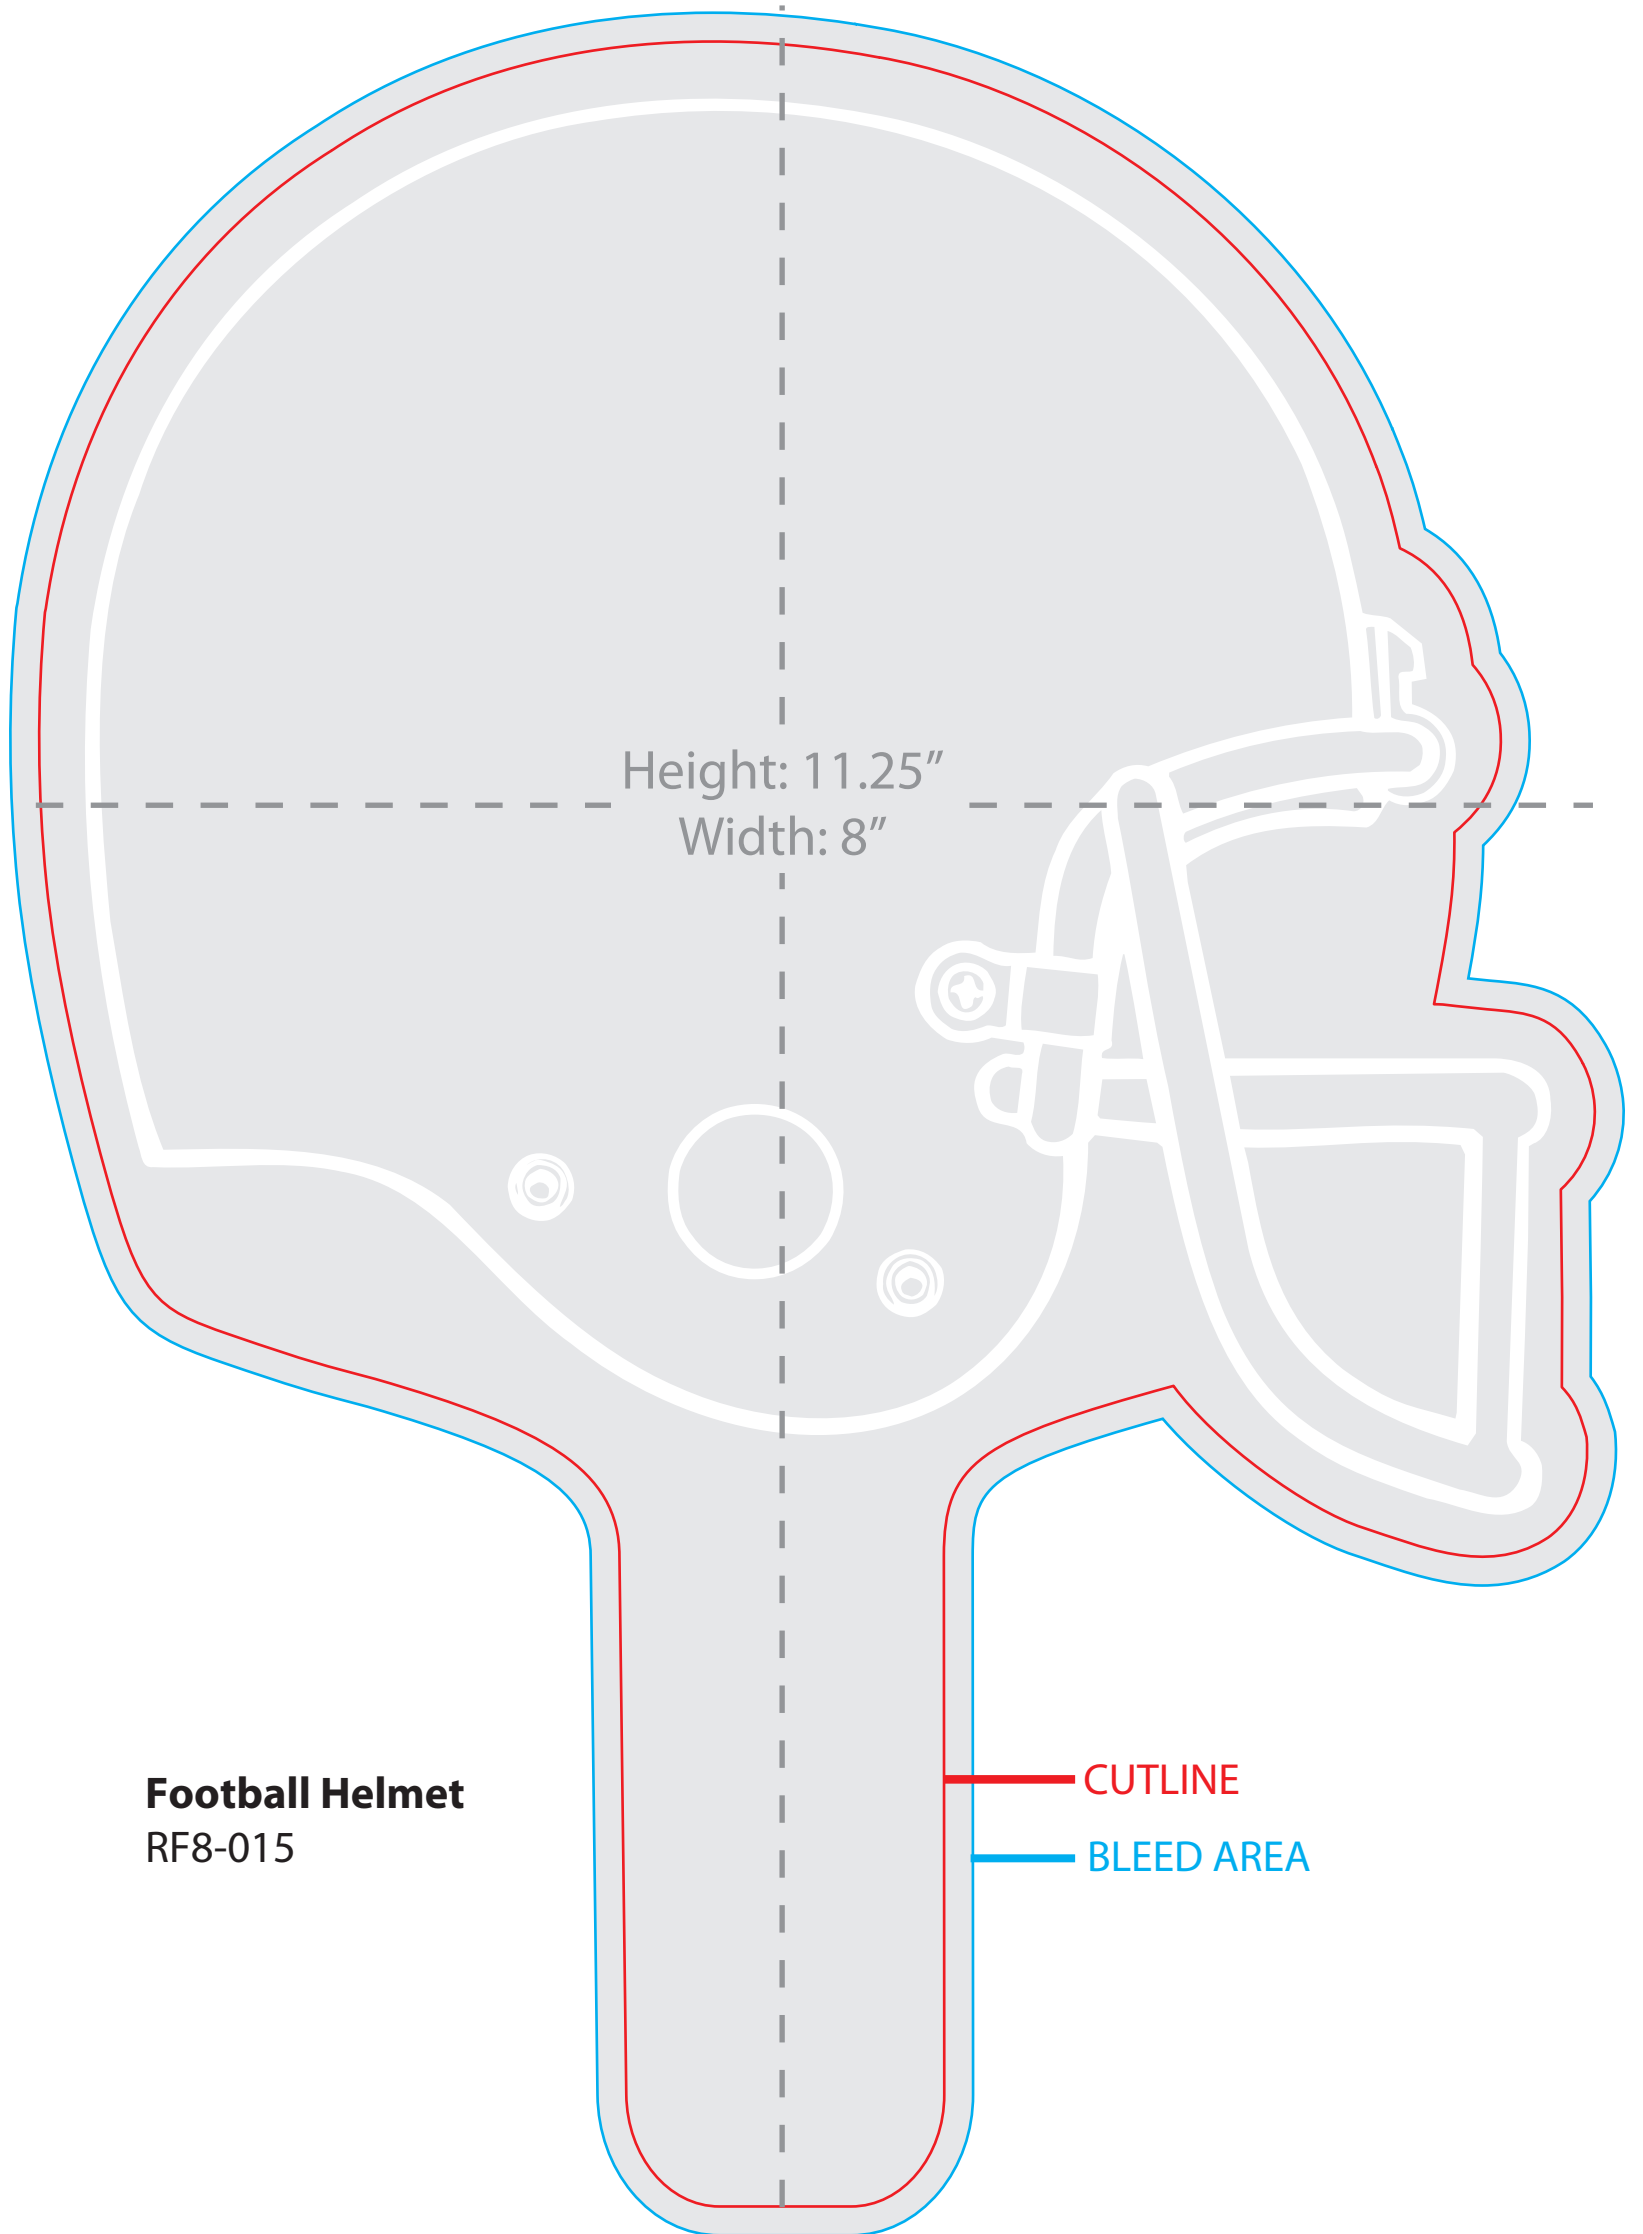 Height: 11.25”
Width: 8”
Football Helmet
RF8-015
CUTLINE
BLEED AREA